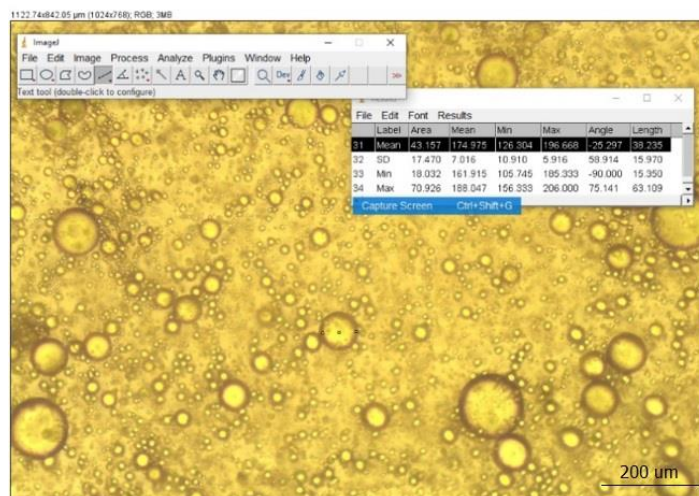 1122.74x842.05 µm (1024x768); RGB; 3MB
ImageJ
File Edit Image Process Analyze Plugins Window Help
A Dev >>
Text tool (double-click to configure)
File Edit Font Results
Label Area Mean Min Max Angle Length
31 Mean 43.157 174.975 126.304 196.668 -25.297 38.235
32 SD 17.470 7.016 10.910 5.916 58.914 15.970
33 Min 18.032 161.915 105.745 185.333 -90.000 15.350
34 Max 70.926 188.047 156.333 206.000 75.141 63.109
Capture Screen Ctrl+Shift+G
200 um